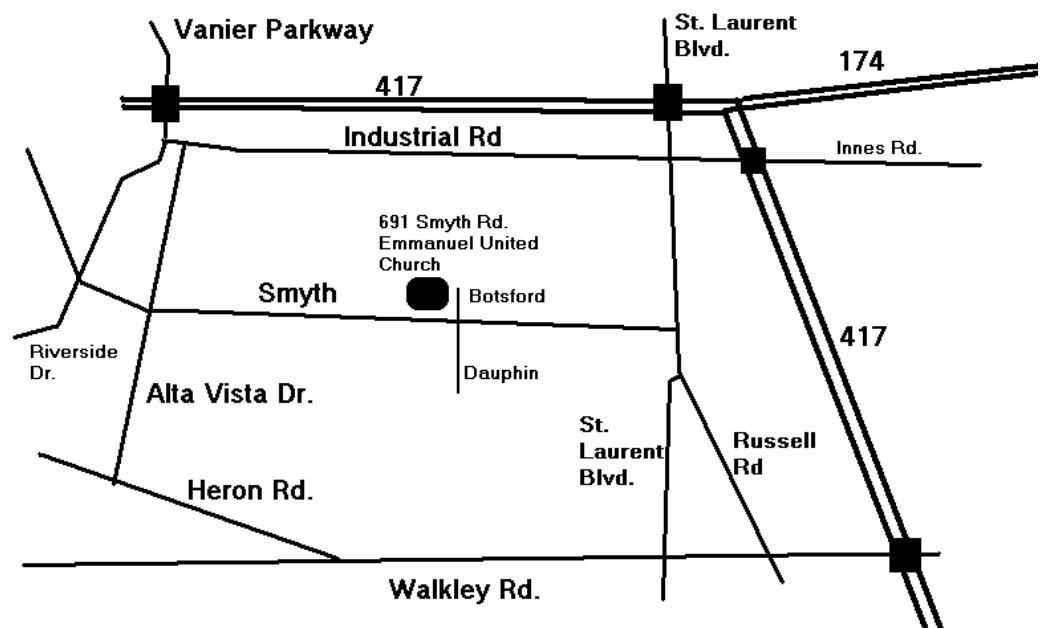 Vanier Parkway
St. Laurent
Blvd.
174
417
Industrial Rd
Innes Rd.
691 Smyth Rd.
Emmanuel United
Church
Smyth
Botsford
417
Riverside
Dr.
Dauphin
Alta Vista Dr.
St.
Laurent
Blvd.
Russell
Rd
Heron Rd.
Walkley Rd.